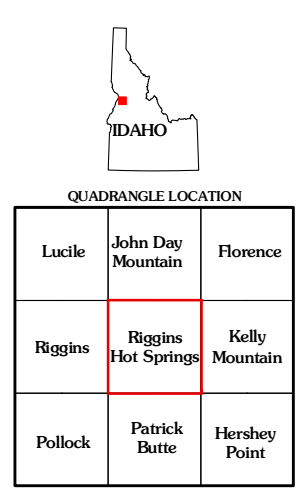 IDAHO
QUADRANGLE LOCATION
Lucile
John Day
Mountain
Florence
Riggins
Riggins
Hot Springs
Kelly
Mountain
Pollock
Patrick
Butte
Hershey
Point